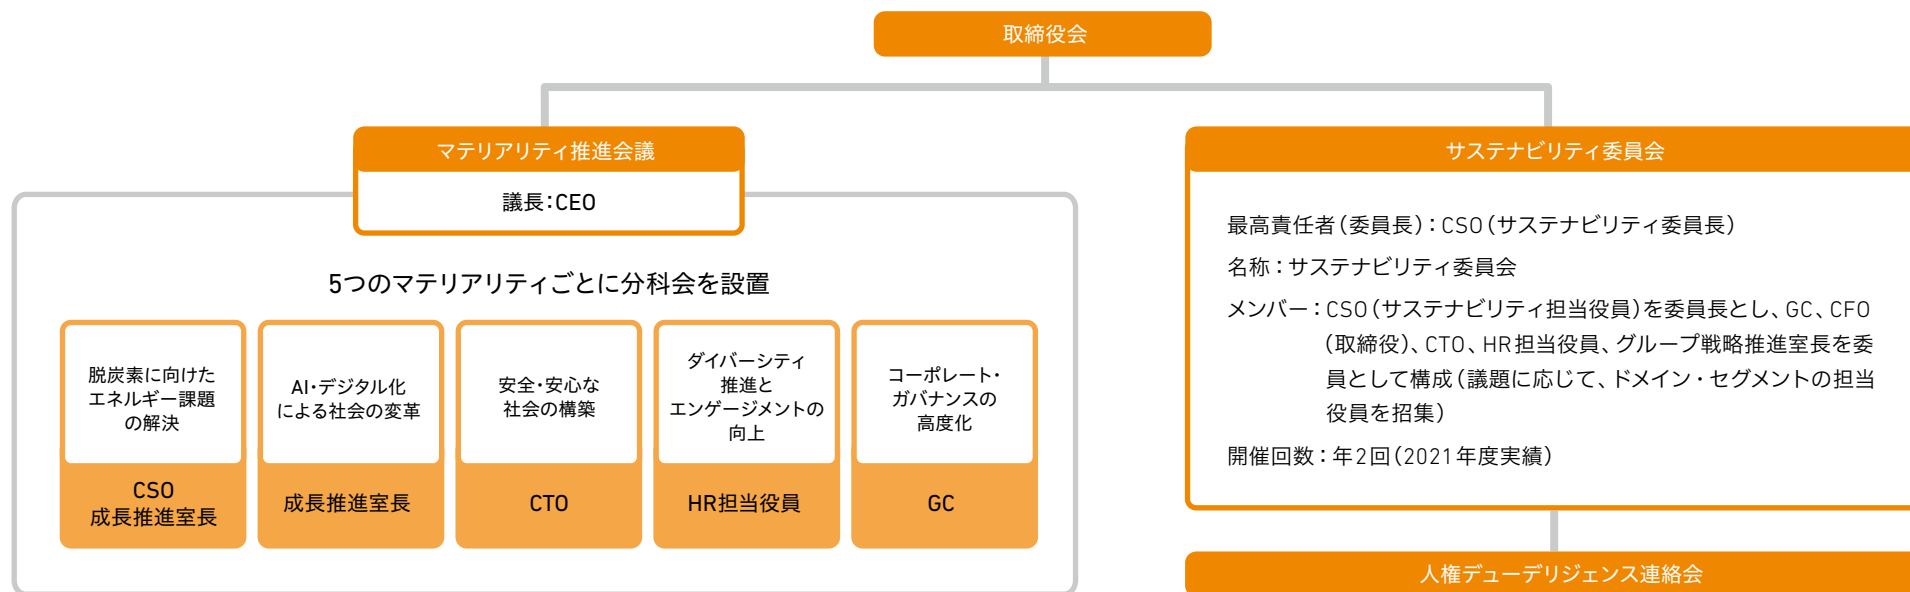 取締役会
マテリアリティ推進会議
議長：CEO
5つのマテリアリティごとに分科会を設置
脱炭素に向けた
エネルギー課題
の解決
CSO
成長推進室長
AI・デジタル化
による社会の変革
成長推進室長
安全・安心な
社会の構築
CTO
ダイバーシティ
推進と
エンゲージメントの
向上
HR担当役員
コーポレート・
ガバナンスの
高度化
GC
サステナビリティ委員会
最高責任者（委員長）：CSO（サステナビリティ委員長）
名称：サステナビリティ委員会
メンバー：CSO（サステナビリティ担当役員）を委員長とし、GC、CFO
（取締役）、CTO、HR担当役員、グループ戦略推進室長を委
員として構成（議題に応じて、ドメイン・セグメントの担当
役員を招集）
開催回数：年2回（2021年度実績）
人権デューデリジェンス連絡会